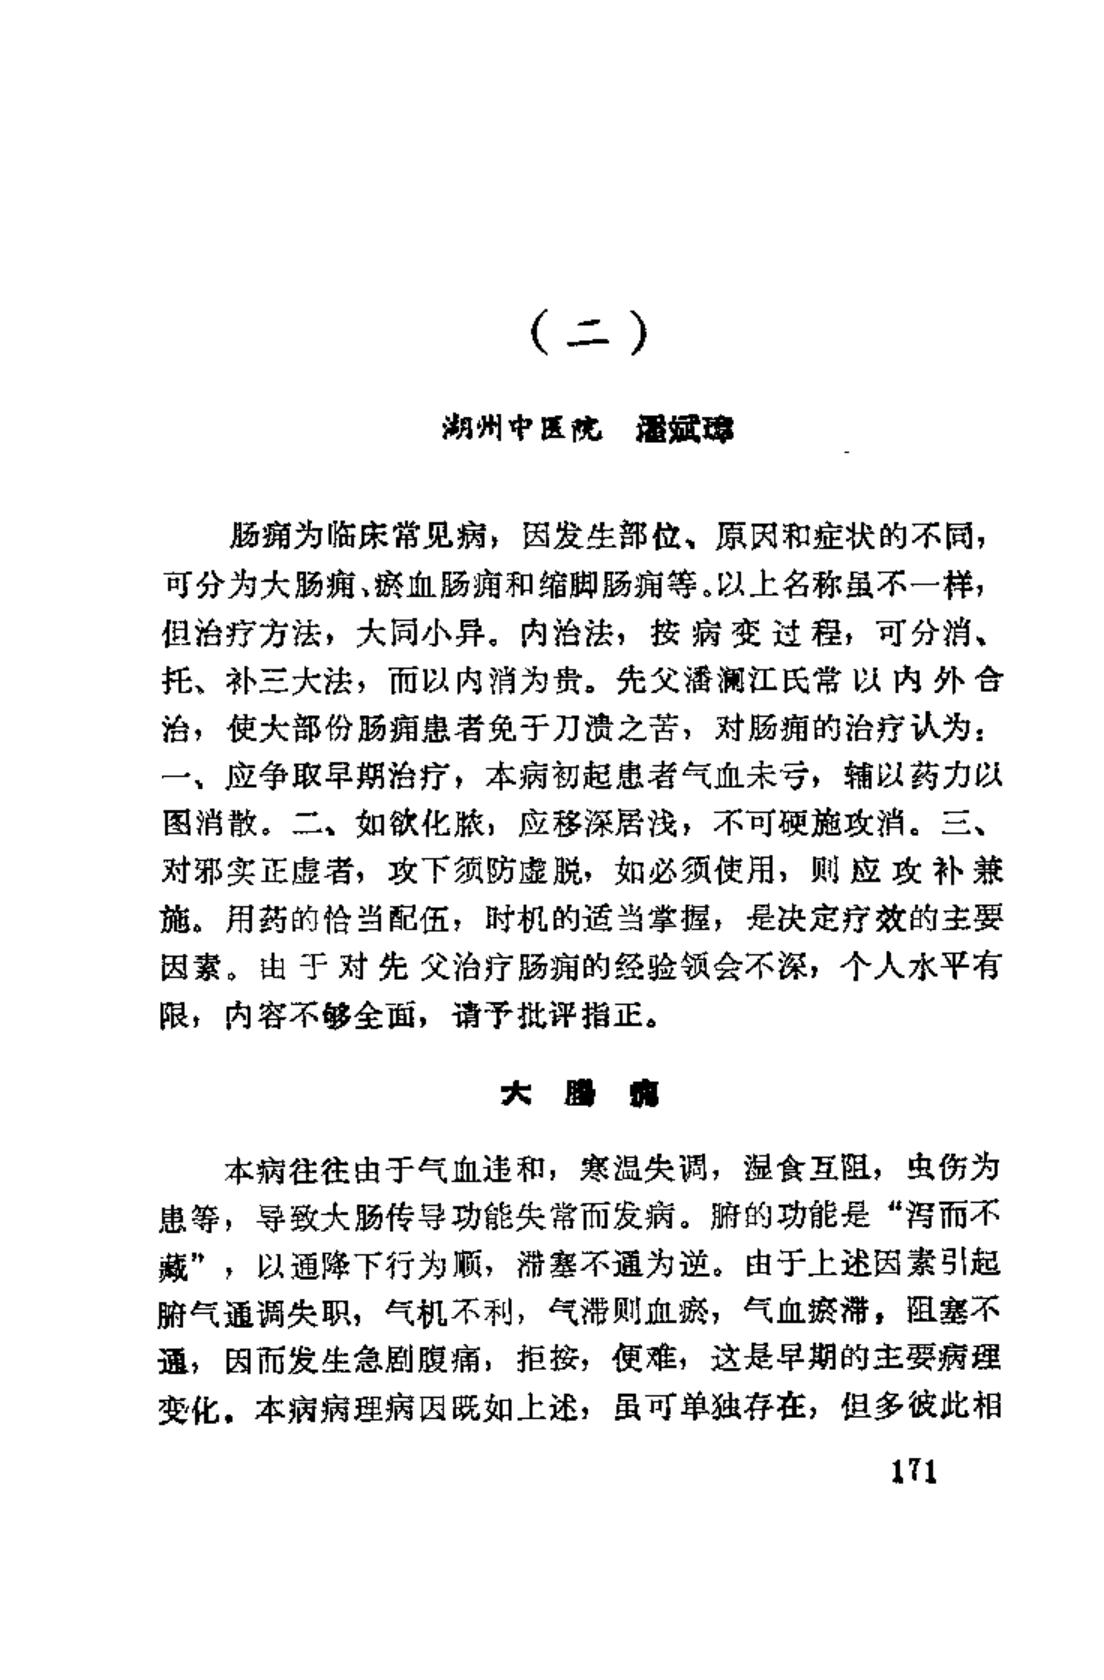 （二）
湖州中医院　潘斌璋
肠痈为临床常见病，因发生部位、原因和症状的不同，
可分为大肠痈、瘀血肠痈和缩脚肠痈等。以上名称虽不一样，
但治疗方法，大同小异。内治法，按病变过程，可分消、
托、补三大法，而以内消为贵。先父潘澜江氏常以内外合
治，使大部份肠痈患者免于刀溃之苦，对肠痈的治疗认为：
一、应争取早期治疗，本病初起患者气血未亏，辅以药力以
图消散。二、如欲化脓，应移深居浅，不可硬施攻消。三、
对邪实正虚者，攻下须防虚脱，如必须使用，则应攻补兼
施。用药的恰当配伍，时机的适当掌握，是决定疗效的主要
因素。由于对先父治疗肠痈的经验领会不深，个人水平有
限，内容不够全面，请予批评指正。
大肠痈
本病往往由于气血违和，寒温失调，湿食互阻，虫伤为
患等，导致大肠传导功能失常而发病。腑的功能是“泻而不
藏”，以通降下行为顺，滞塞不通为逆。由于上述因素引起
腑气通调失职，气机不利，气滞则血瘀，气血瘀滞，阻塞不
通，因而发生急剧腹痛，拒按，便难，这是早期的主要病理
变化。本病病理病因既如上述，虽可单独存在，但多彼此相
171